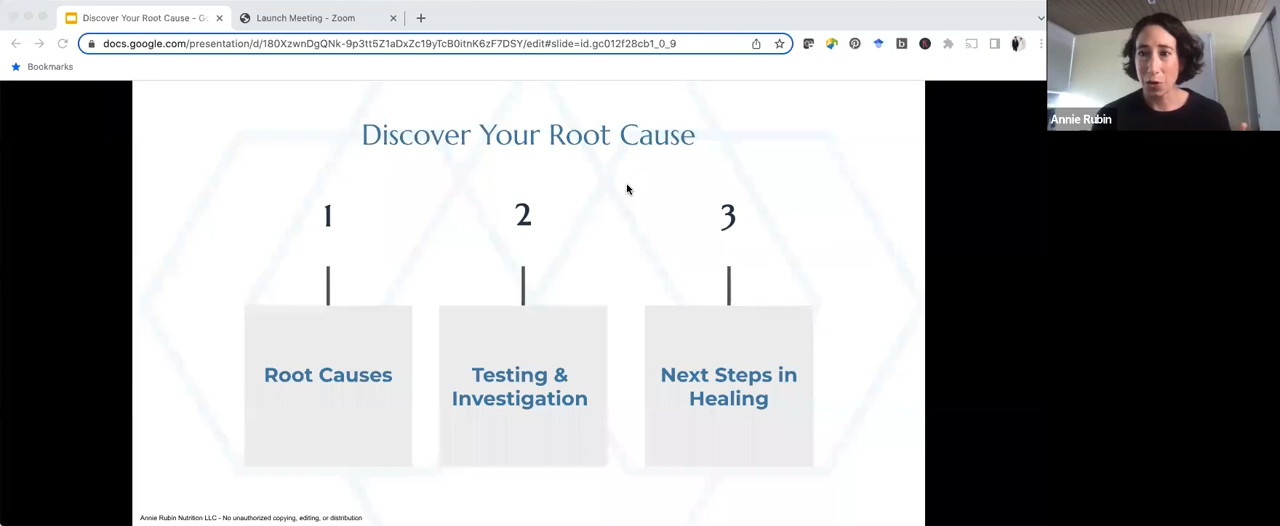 Discover Your Root Cause - Go
Launch Meeting - Zoom
docs.google.com/presentation/d/180XzwnDgQNk-9p3tt5Z1aDxZc19yTcB0itnK6zF7DSY/edit#slide=id.gc012f28cb1_0_9
Bookmarks
Annie Rubin
Discover Your Root Cause
1
2
3
Root Causes
Testing &
Investigation
Next Steps in
Healing
Annie Rubin Nutrition LLC - No unauthorized copying, editing, or distribution